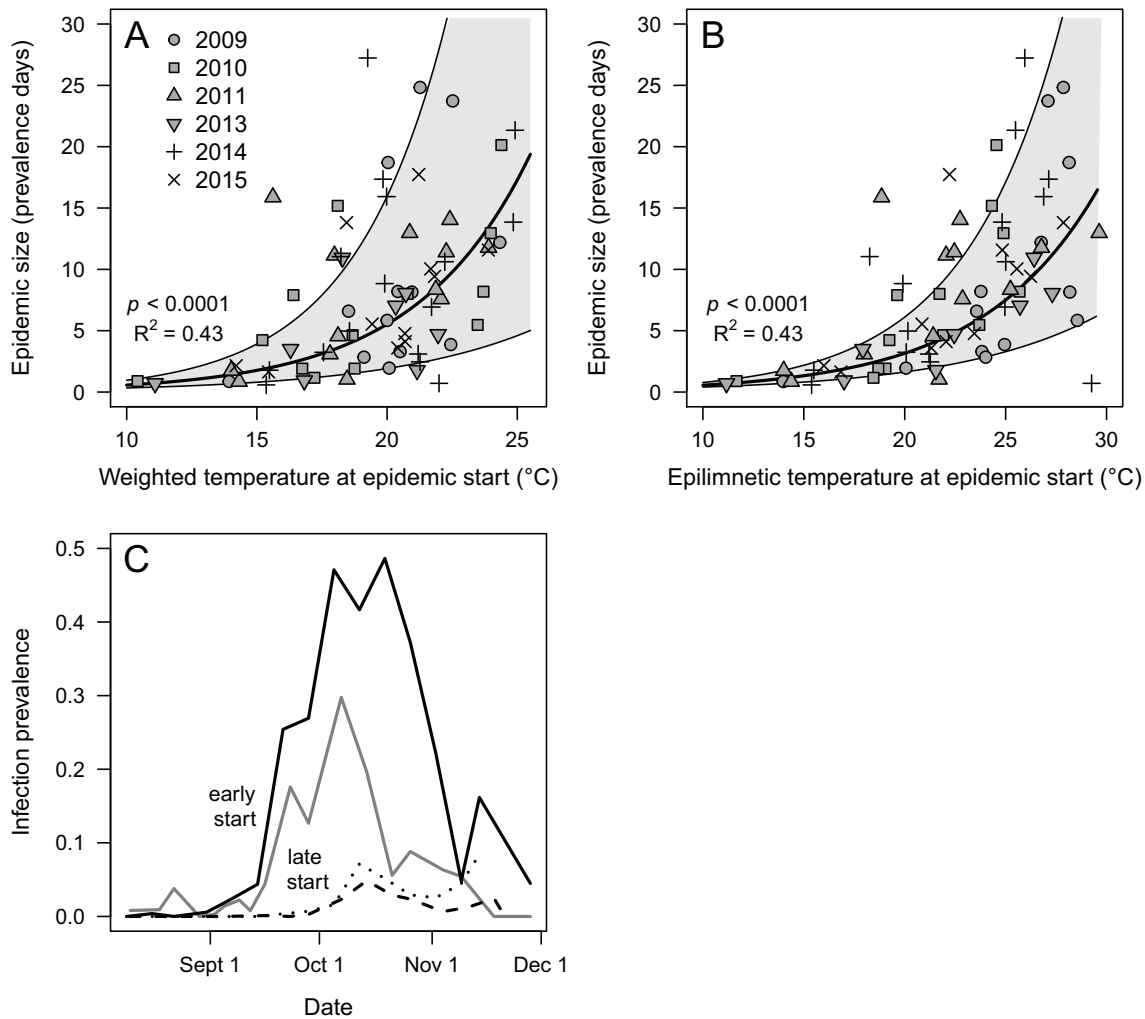 A
2009
2010
2011
2013
2014
2015
p < 0.0001
R² = 0.43
Epidemic size (prevalence days)
0
5
10
15
20
25
30
10
15
20
25
Weighted temperature at epidemic start (°C)
B
p < 0.0001
R² = 0.43
Epidemic size (prevalence days)
0
5
10
15
20
25
30
10
15
20
25
30
Epilimnetic temperature at epidemic start (°C)
C
early
start
late
start
Infection prevalence
0.0
0.1
0.2
0.3
0.4
0.5
Sept 1
Oct 1
Nov 1
Dec 1
Date